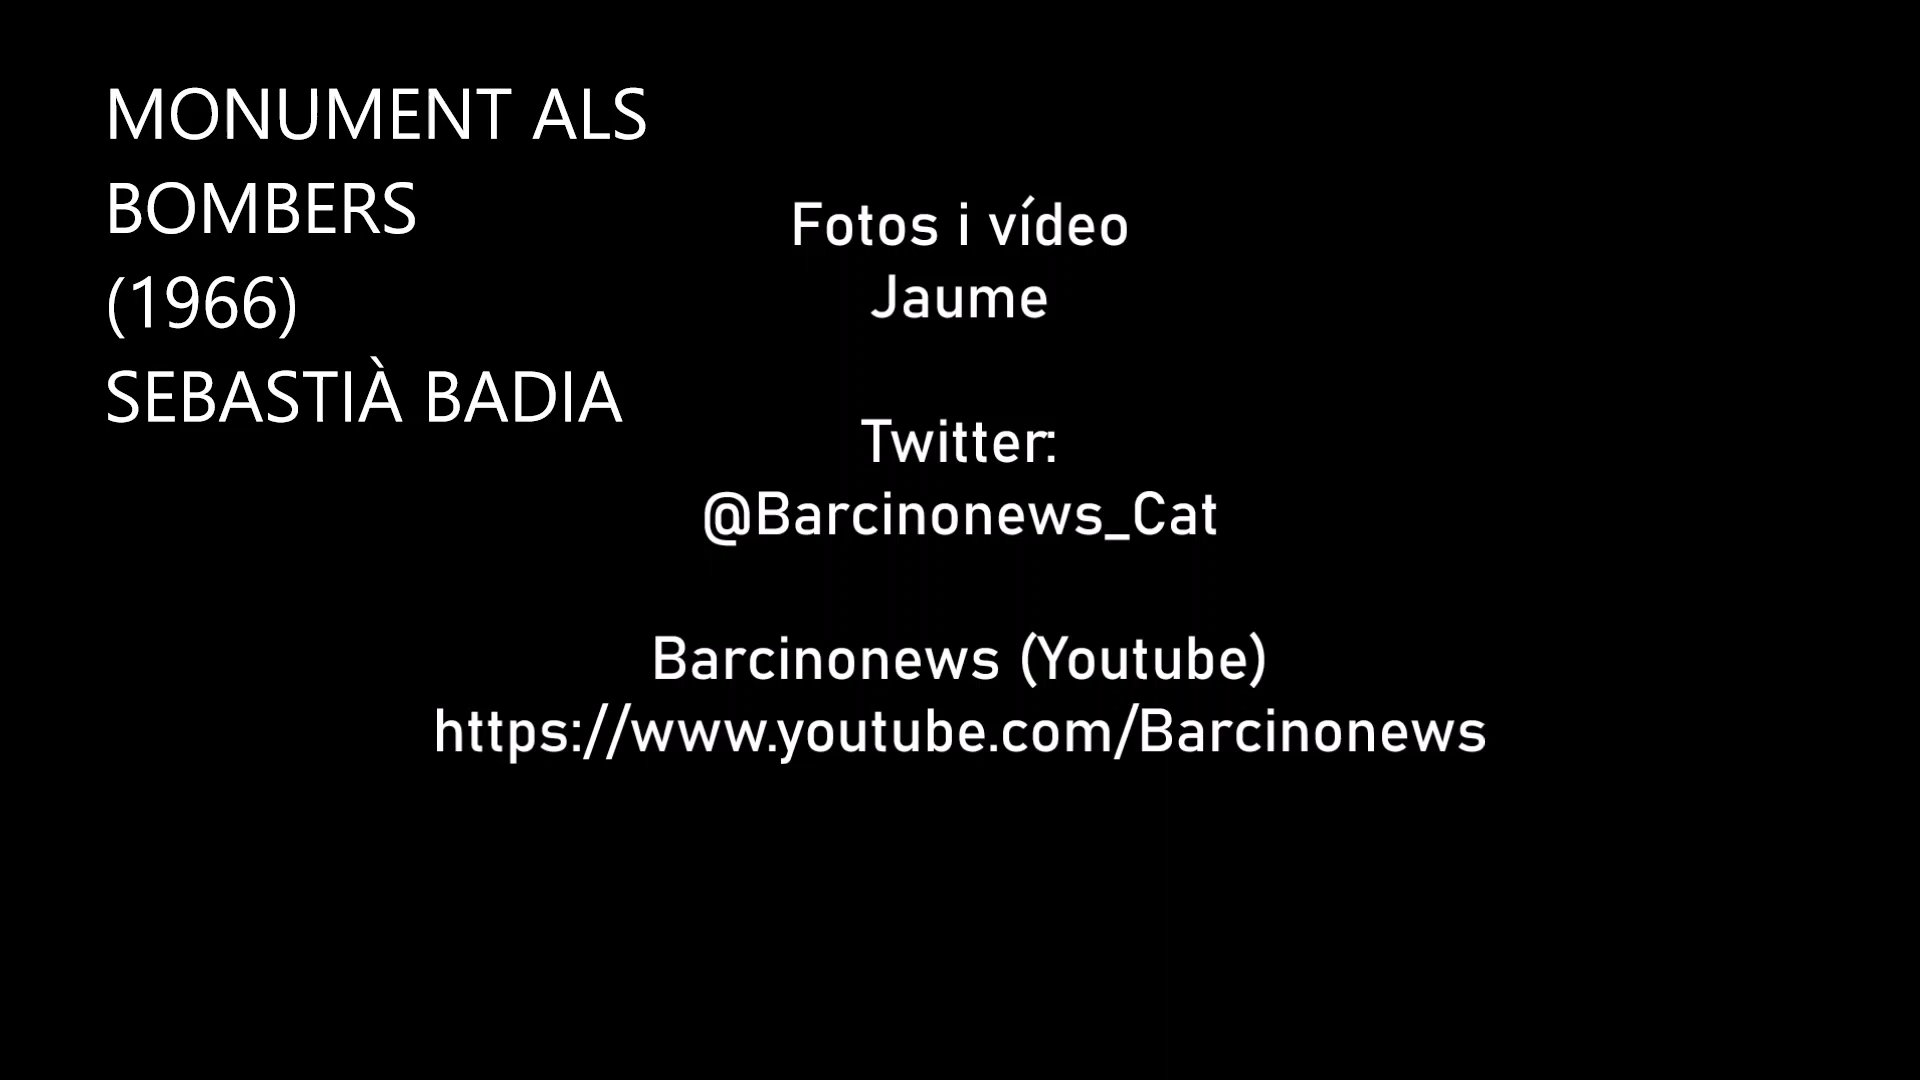 MONUMENT ALS
BOMBERS
(1966)
SEBASTIÀ BADIA
Fotos i vídeo
Jaume
Twitter:
@Barcinonews_Cat
Barcinonews (Youtube)
https://www.youtube.com/Barcinonews